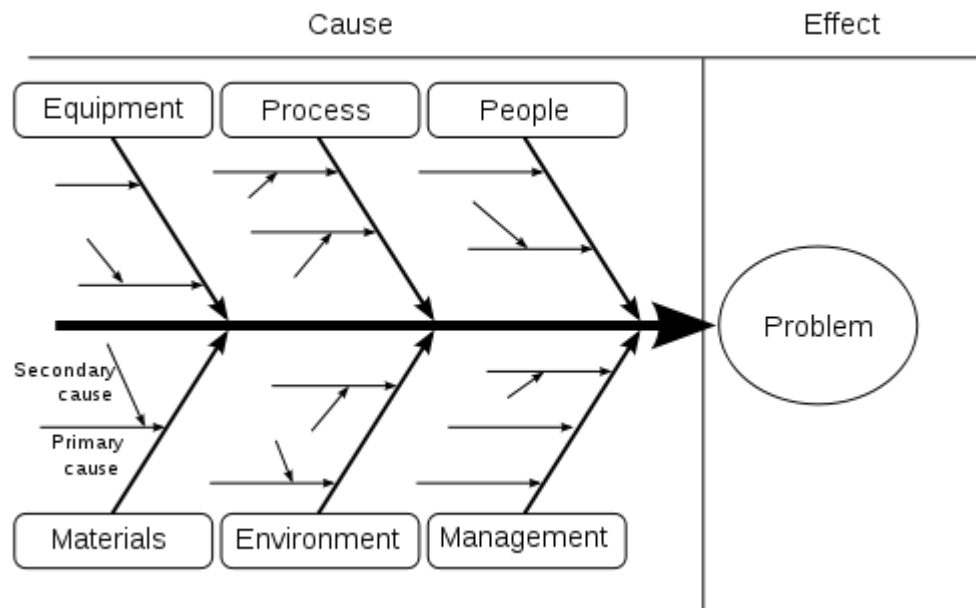 Cause
Effect
Equipment
Process
People
Problem
Secondary
cause
Primary
cause
Materials
Environment
Management